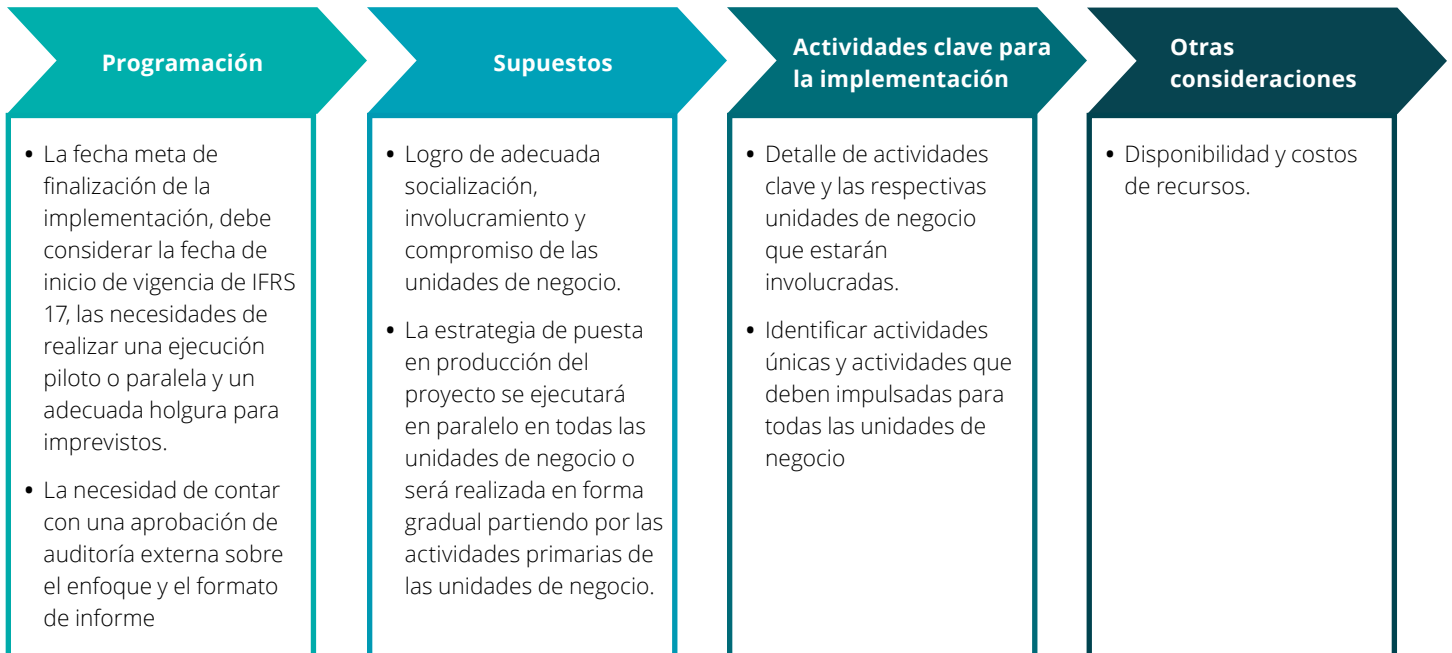 Programación
• La fecha meta de
finalización de la
implementación, debe
considerar la fecha de
inicio de vigencia de IFRS
17, las necesidades de
realizar una ejecución
piloto o paralela y un
adecuada holgura para
imprevistos.
• La necesidad de contar
con una aprobación de
auditoría externa sobre
el enfoque y el formato
de informe
Supuestos
• Logro de adecuada
socialización,
involucramiento y
compromiso de las
unidades de negocio.
• La estrategia de puesta
en producción del
proyecto se ejecutará
en paralelo en todas las
unidades de negocio o
será realizada en forma
gradual partiendo por las
actividades primarias de
las unidades de negocio.
Actividades clave para
la implementación
• Detalle de actividades
clave y las respectivas
unidades de negocio
que estarán
involucradas.
• Identificar actividades
únicas y actividades que
deben impulsadas para
todas las unidades de
negocio
Otras
consideraciones
• Disponibilidad y costos
de recursos.